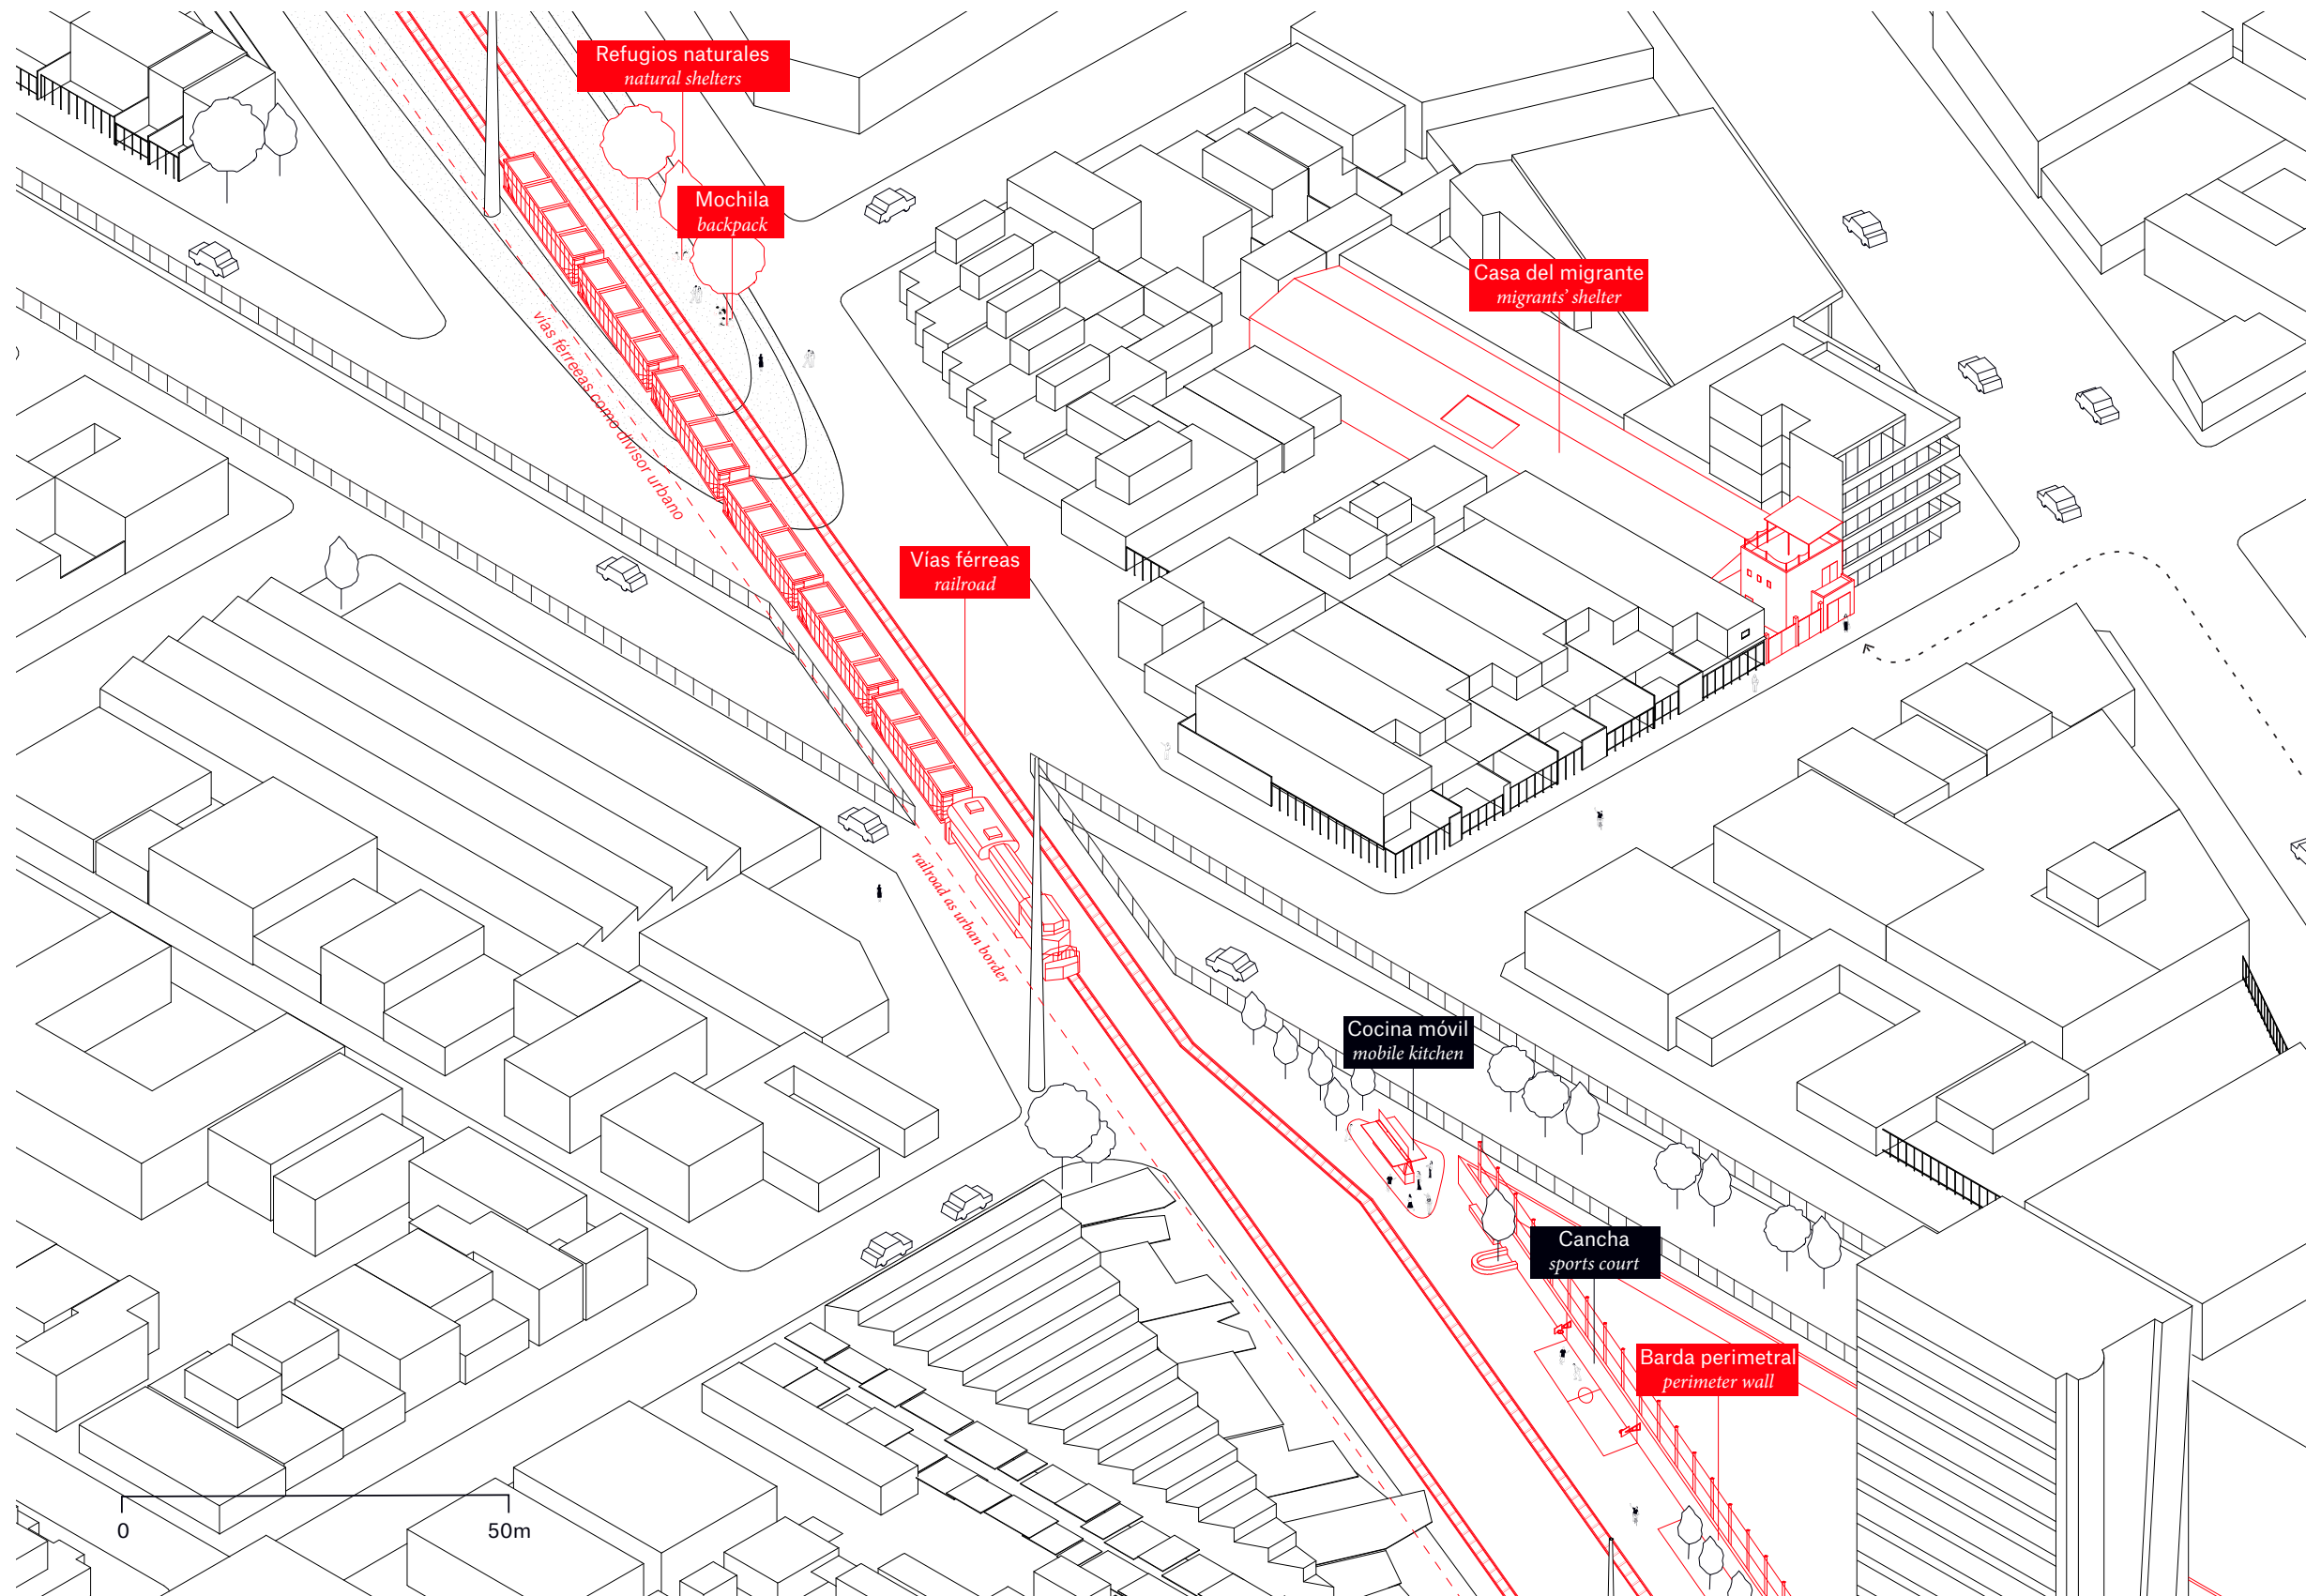 Refugios naturales
natural shelters
Mochila
backpack
Casa del migrante
migrants’ shelter
vías férreeas como divisor urbano
Vías férreas
railroad
railroad as urban border
Cocina móvil
mobile kitchen
Cancha
sports court
Barda perimetral
perimeter wall
0
50m